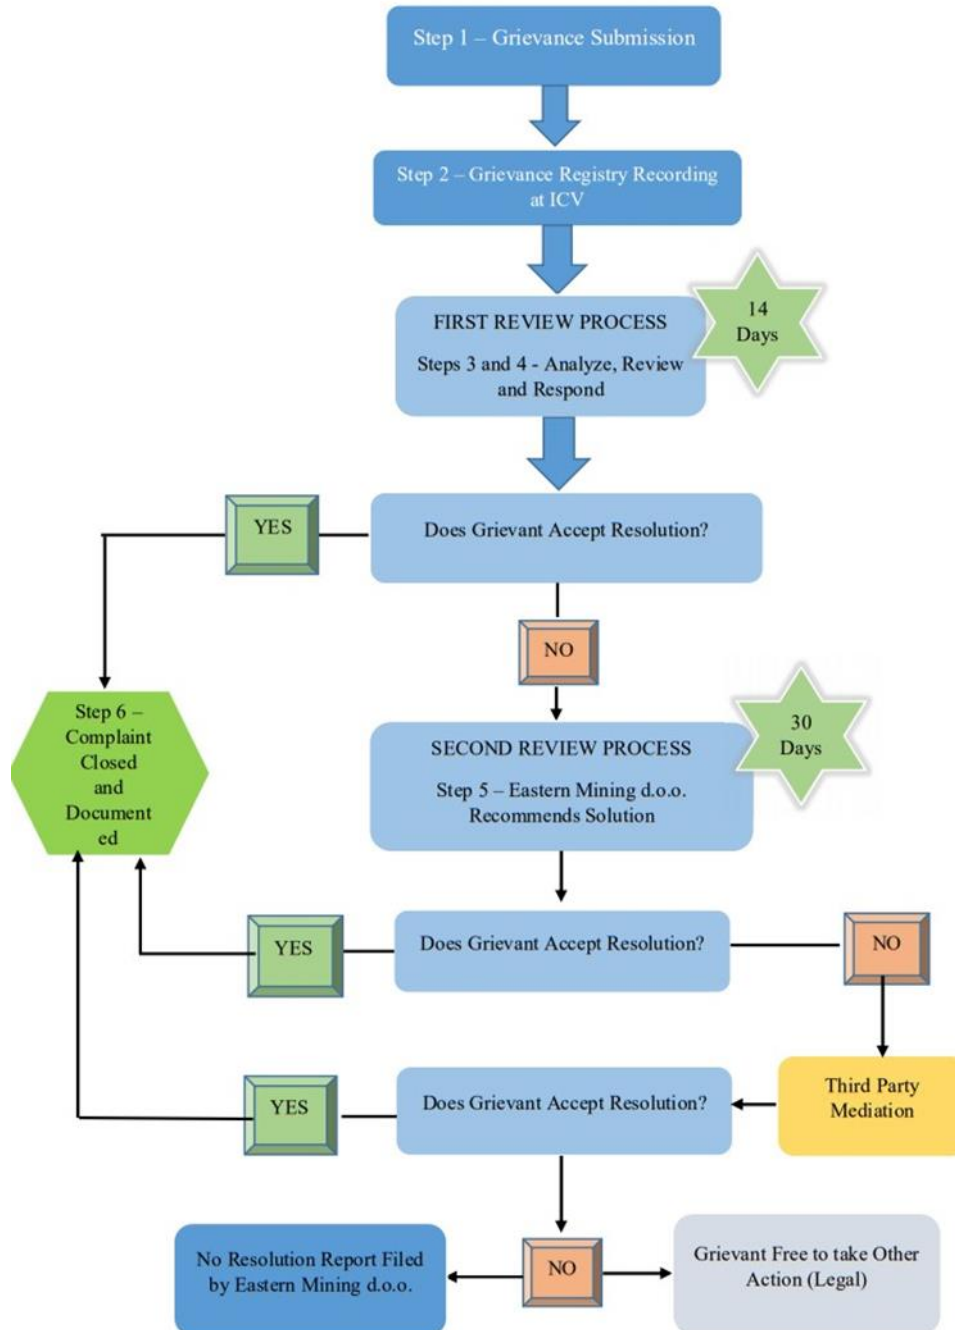 Step 1 – Grievance Submission
Step 2 – Grievance Registry Recording
at ICV
FIRST REVIEW PROCESS
Steps 3 and 4 - Analyze, Review
and Respond
14
Days
YES
Does Grievant Accept Resolution?
NO
Step 6 –
Complaint
Closed
and
Document
ed
SECOND REVIEW PROCESS
Step 5 – Eastern Mining d.o.o.
Recommends Solution
30
Days
YES
Does Grievant Accept Resolution?
NO
YES
Does Grievant Accept Resolution?
Third Party
Mediation
No Resolution Report Filed
by Eastern Mining d.o.o.
NO
Grievant Free to take Other
Action (Legal)